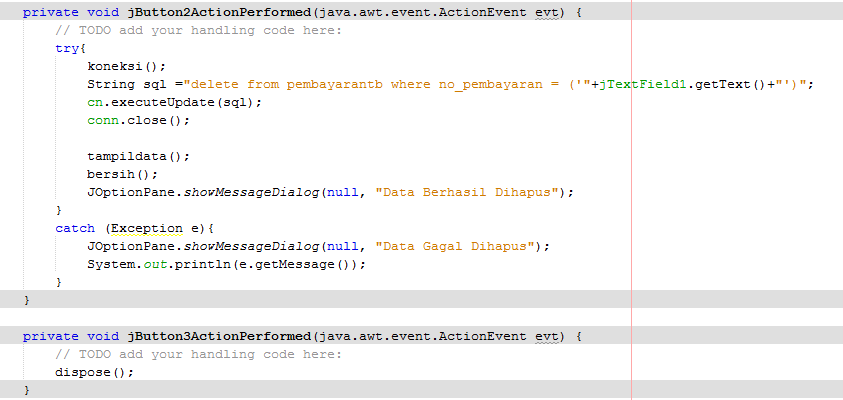 private void jButton2ActionPerformed(java.awt.event.ActionEvent evt) {
// TODO add your handling code here:
try{
koneksi();
String sql ="delete from pembayarantb where no_pembayaran = ('"+jTextField1.getText()+"')";
cn.executeUpdate(sql);
conn.close();
tampildata();
bersih();
JOptionPane.showMessageDialog(null, "Data Berhasil Dihapus");
}
catch (Exception e){
JOptionPane.showMessageDialog(null, "Data Gagal Dihapus");
System.out.println(e.getMessage());
}
}
private void jButton3ActionPerformed(java.awt.event.ActionEvent evt) {
// TODO add your handling code here:
dispose();
}